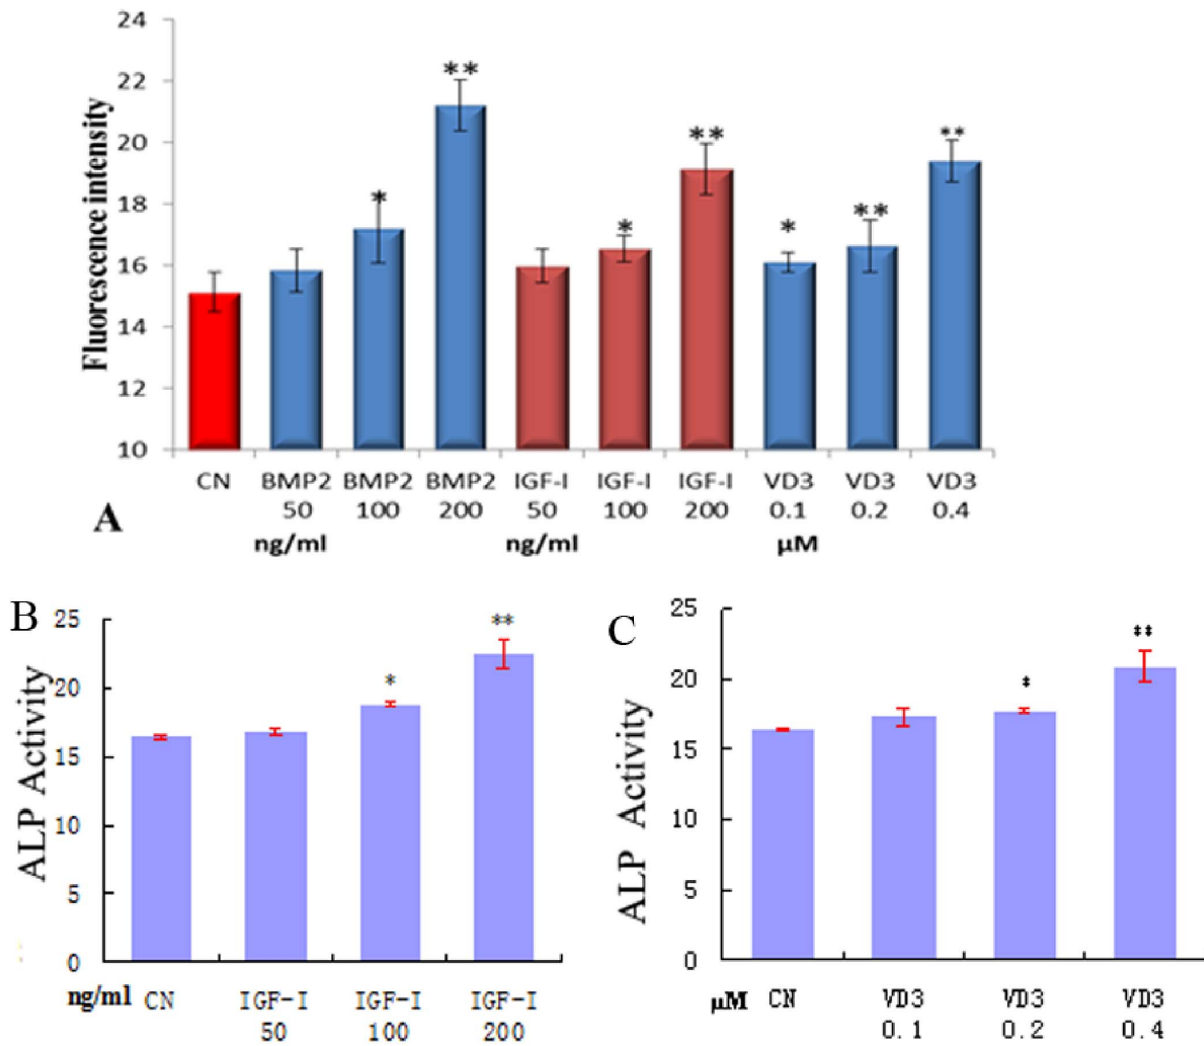 24
22
20
18
16
14
12
10
Fluorescence intensity
**
*
**
*
*
**
**
CN BMP2 BMP2 BMP2 IGF-I IGF-I IGF-I VD3 VD3 VD3
50 100 200 50 100 200 0.1 0.2 0.4
A
ng/ml ng/ml μM
B
25
20
15
10
5
0
ALP Activity
*
**
ng/ml CN IGF-I IGF-I IGF-I
50 100 200
C
25
20
15
10
5
0
ALP Activity
*
**
μM CN VD3 VD3 VD3
0.1 0.2 0.4